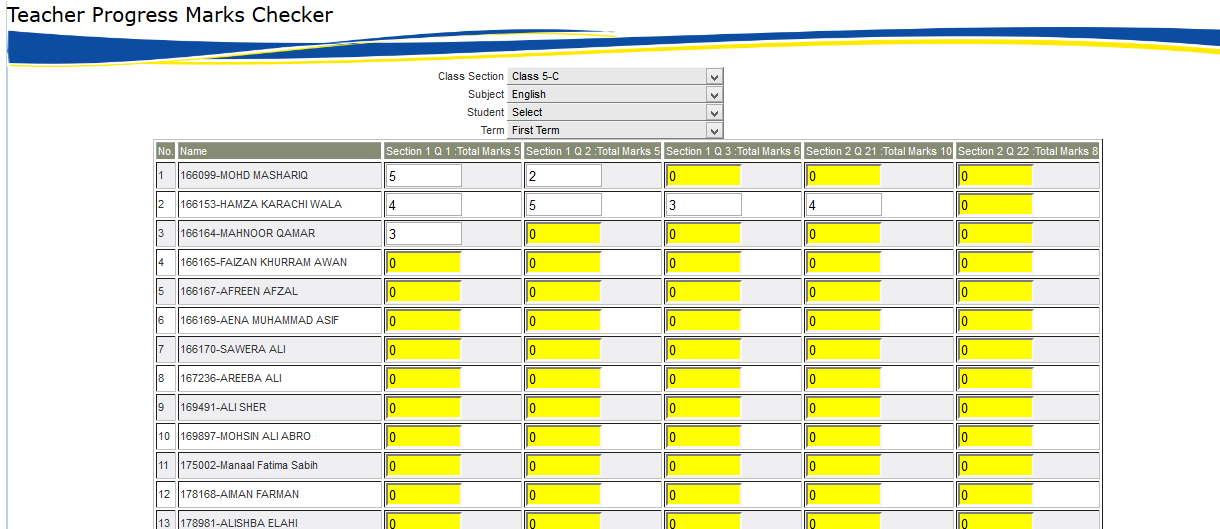 Teacher Progress Marks Checker
Class Section Class 5-C
Subject English
Student Select
Term First Term
No. Name Section 1 Q 1 :Total Marks 5 Section 1 Q 2 :Total Marks 5 Section 1 Q 3 :Total Marks 6 Section 2 Q 21 :Total Marks 10 Section 2 Q 22 :Total Marks 8
1 166099-MOHD MASHARIQ 5 2 0 0 0
2 166153-HAMZA KARACHI WALA 4 5 3 4 0
3 166164-MAHNOOR QAMAR 3 0 0 0 0
4 166165-FAIZAN KHURRAM AWAN 0 0 0 0 0
5 166167-AFREEN AFZAL 0 0 0 0 0
6 166169-AENA MUHAMMAD ASIF 0 0 0 0 0
7 166170-SAWERA ALI 0 0 0 0 0
8 167236-AREEBA ALI 0 0 0 0 0
9 169491-ALI SHER 0 0 0 0 0
10 169897-MOHSIN ALI ABRO 0 0 0 0 0
11 175002-Manaal Fatima Sabih 0 0 0 0 0
12 178168-AIMAN FARMAN 0 0 0 0 0
13 178981-ALISHBA ELAHI 0 0 0 0 0